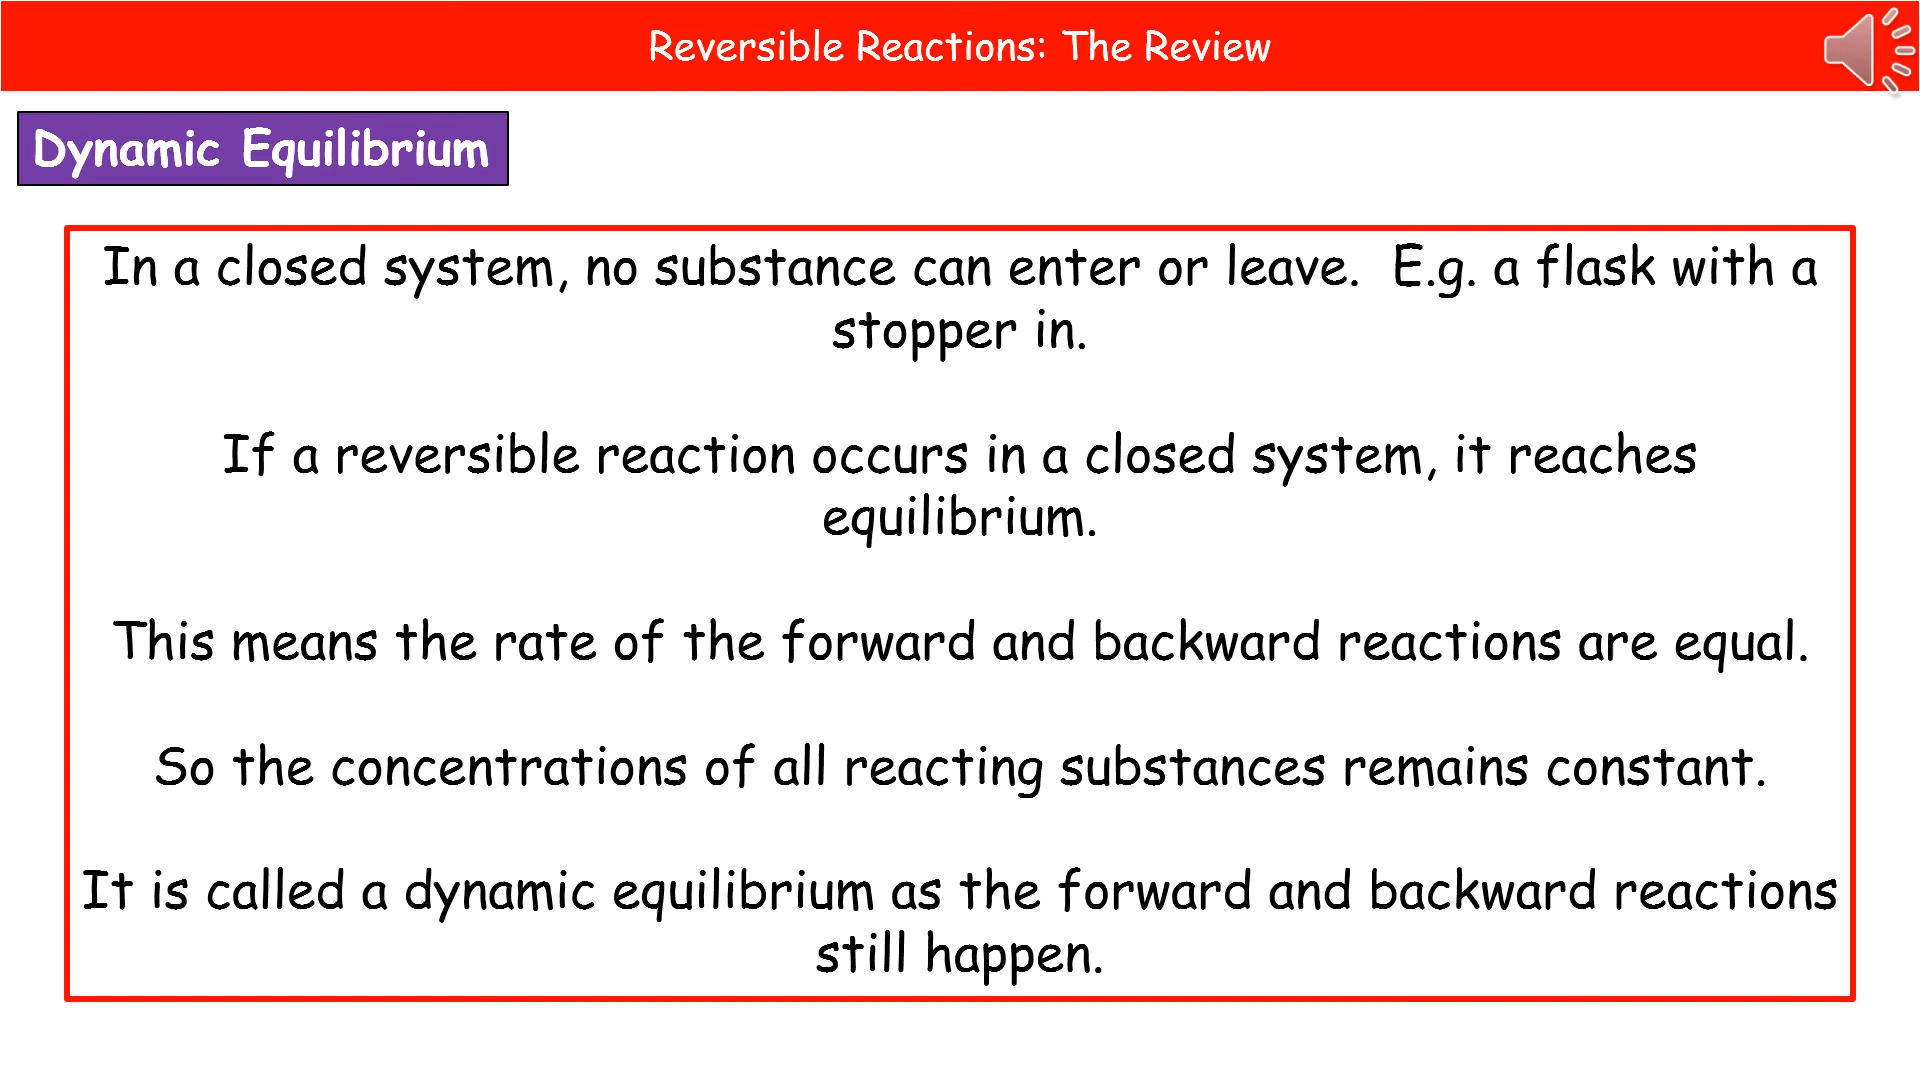 Reversible Reactions: The Review
Dynamic Equilibrium
In a closed system, no substance can enter or leave.  E.g. a flask with a
stopper in.
If a reversible reaction occurs in a closed system, it reaches
equilibrium.
This means the rate of the forward and backward reactions are equal.
So the concentrations of all reacting substances remains constant.
It is called a dynamic equilibrium as the forward and backward reactions
still happen.